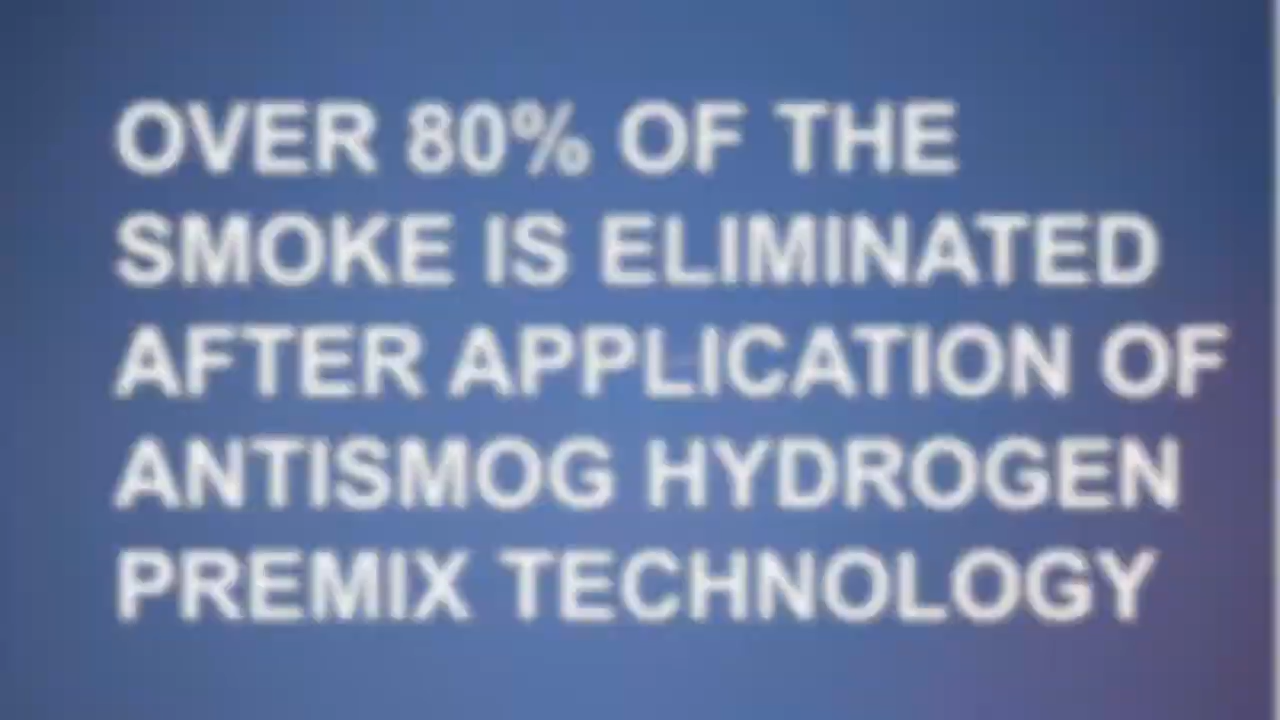 OVER 80% OF THE
SMOKE IS ELIMINATED
AFTER APPLICATION OF
ANTISMOG HYDROGEN
PREMIX TECHNOLOGY